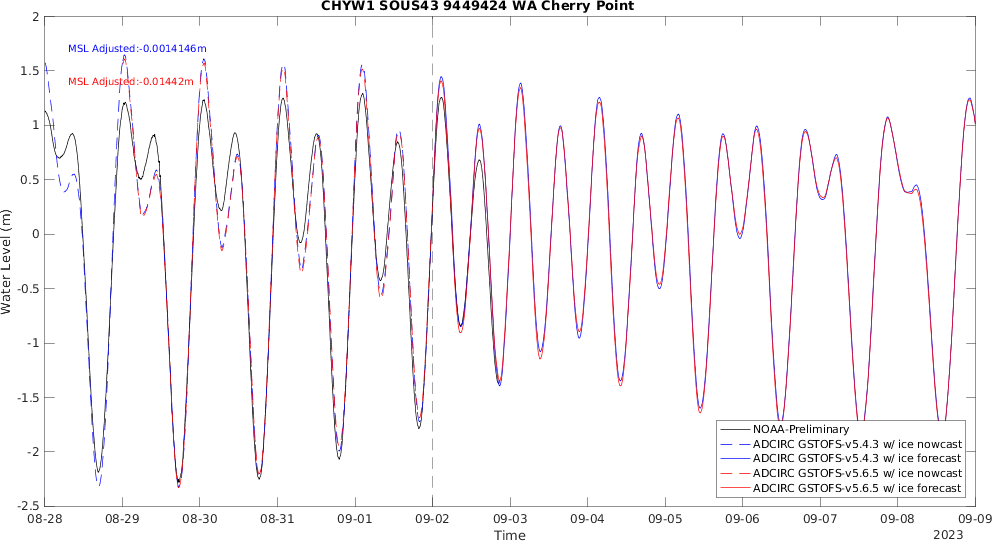 CHYW1 SOUS43 9449424 WA Cherry Point
2
1.5
1
0.5
0
-0.5
-1
-1.5
-2
-2.5
Water Level (m)
MSL Adjusted:-0.0014146m
MSL Adjusted:-0.01442m
NOAA-Preliminary
ADCIRC GSTOFS-v5.4.3 w/ ice nowcast
ADCIRC GSTOFS-v5.4.3 w/ ice forecast
ADCIRC GSTOFS-v5.6.5 w/ ice nowcast
ADCIRC GSTOFS-v5.6.5 w/ ice forecast
08-28 08-29 08-30 08-31 09-01 09-02 09-03 09-04 09-05 09-06 09-07 09-08 09-09
Time
2023